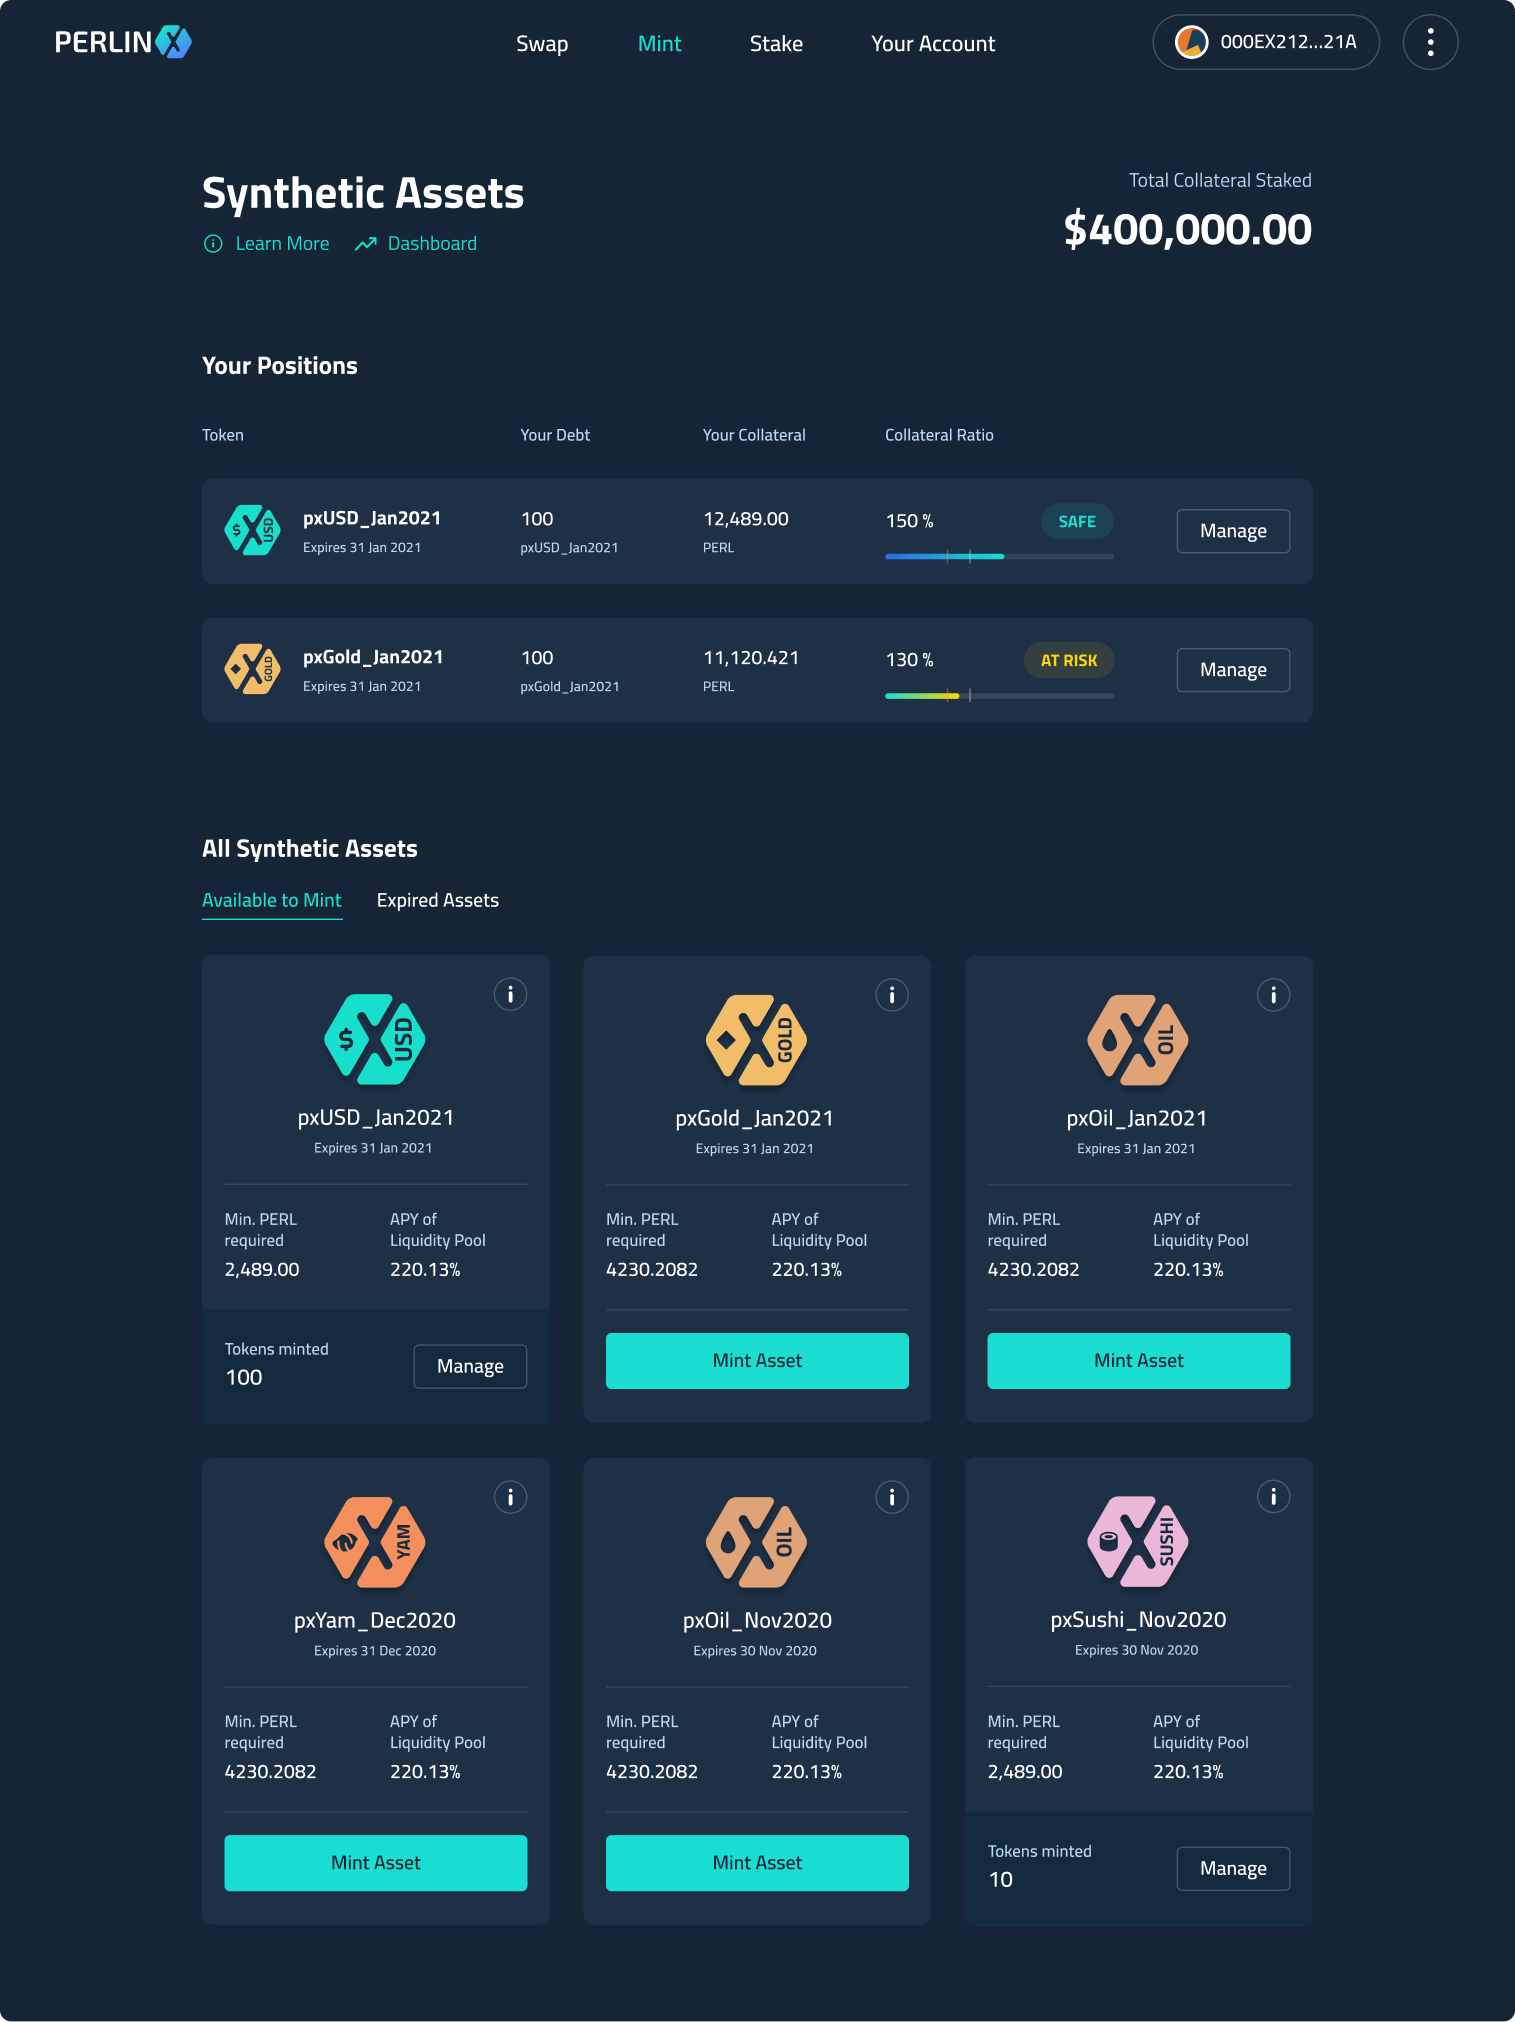 PERLIN X
Swap
Mint
Stake
Your Account
000EX212...21A
Synthetic Assets
Learn More
Dashboard
Total Collateral Staked
$400,000.00
Your Positions
Token
Your Debt
Your Collateral
Collateral Ratio
$ X USD
pxUSD_Jan2021
Expires 31 Jan 2021
100
pxUSD_Jan2021
12,489.00
PERL
150 %
SAFE
Manage
X GOLD
pxGold_Jan2021
Expires 31 Jan 2021
100
pxGold_Jan2021
11,120.421
PERL
130 %
AT RISK
Manage
All Synthetic Assets
Available to Mint
Expired Assets
$ X USD
pxUSD_Jan2021
Expires 31 Jan 2021
Min. PERL
required
2,489.00
APY of
Liquidity Pool
220.13%
Tokens minted
100
Manage
X GOLD
pxGold_Jan2021
Expires 31 Jan 2021
Min. PERL
required
4230.2082
APY of
Liquidity Pool
220.13%
Mint Asset
X OIL
pxOil_Jan2021
Expires 31 Jan 2021
Min. PERL
required
4230.2082
APY of
Liquidity Pool
220.13%
Mint Asset
X YAM
pxYam_Dec2020
Expires 31 Dec 2020
Min. PERL
required
4230.2082
APY of
Liquidity Pool
220.13%
Mint Asset
X OIL
pxOil_Nov2020
Expires 30 Nov 2020
Min. PERL
required
4230.2082
APY of
Liquidity Pool
220.13%
Mint Asset
X SUSHI
pxSushi_Nov2020
Expires 30 Nov 2020
Min. PERL
required
2,489.00
APY of
Liquidity Pool
220.13%
Tokens minted
10
Manage